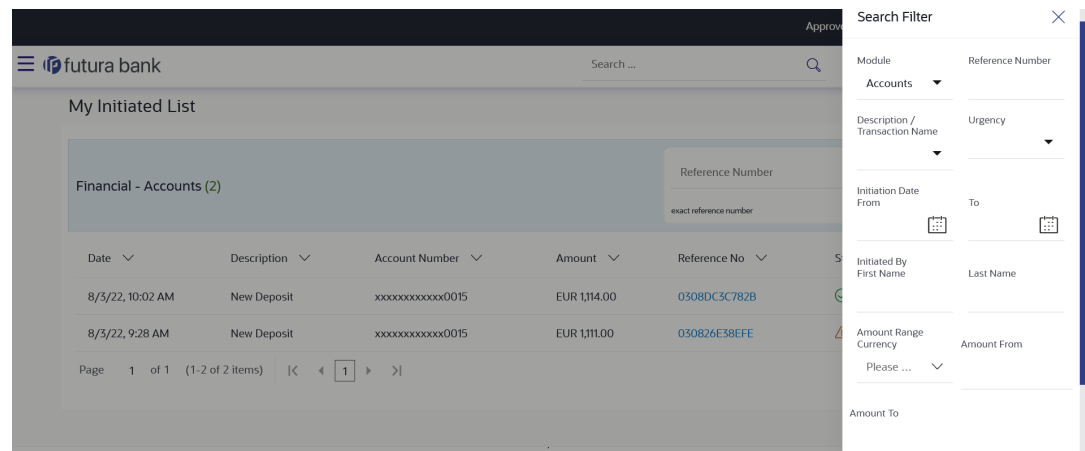 Approv
futura bank
Search ...
My Initiated List
Financial - Accounts (2)
Reference Number
exact reference number
Date Description Account Number Amount Reference No S
8/3/22, 10:02 AM New Deposit xxxxxxxxxxxx0015 EUR 1,114.00 0308DC3C782B
8/3/22, 9:28 AM New Deposit xxxxxxxxxxxx0015 EUR 1,111.00 030826E38EFE
Page 1 of 1 (1-2 of 2 items) 1
Search Filter
Module Reference Number
Accounts
Description / Urgency
Transaction Name
Initiation Date
From To
Initiated By
First Name Last Name
Amount Range
Currency Amount From
Please ...
Amount To